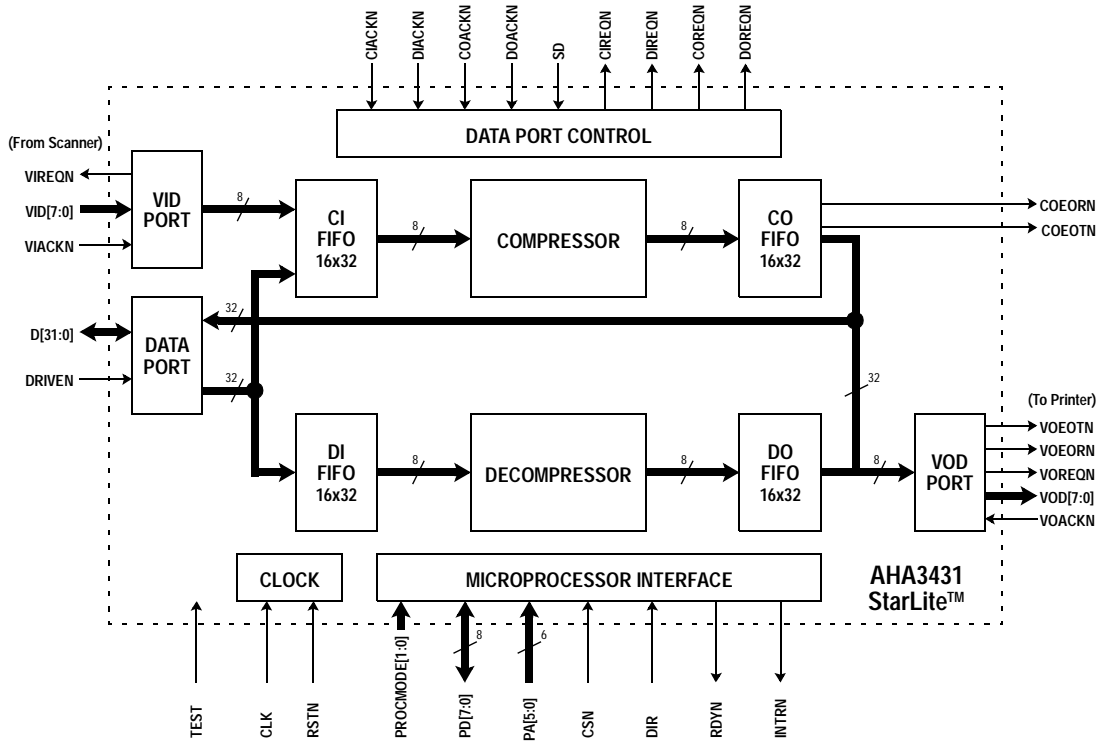 CIACKN
DIACKN
COACKN
DOACKN
SD
CIREQN
DIREQN
COREQN
DOREQN
DATA PORT CONTROL
(From Scanner)
VIREQN
VID[7:0]
VIACKN
VID
PORT
8
CI
FIFO
16x32
8
COMPRESSOR
8
CO
FIFO
16x32
COEORN
COEOTN
D[31:0]
DRIVEN
DATA
PORT
32
32
32
DI
FIFO
16x32
8
DECOMPRESSOR
8
DO
FIFO
16x32
8
VOD
PORT
(To Printer)
VOEOTN
VOEORN
VOREQN
VOD[7:0]
VOACKN
CLOCK
MICROPROCESSOR INTERFACE
AHA3431
StarLite™
TEST
CLK
RSTN
PROCMODE[1:0]
PD[7:0]
8
PA[5:0]
6
CSN
DIR
RDYN
INTRN